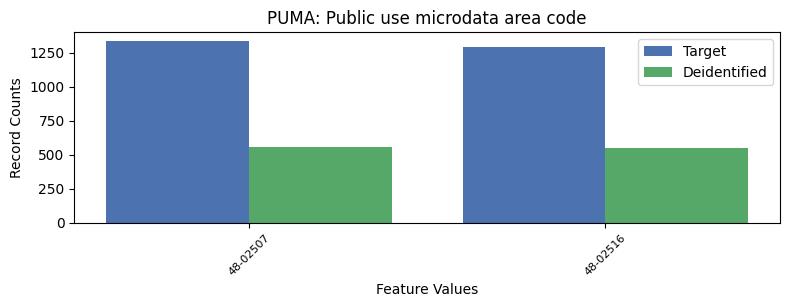 PUMA: Public use microdata area code
Target
Deidentified
Record Counts
1250
1000
750
500
250
0
48-02507
48-02516
Feature Values